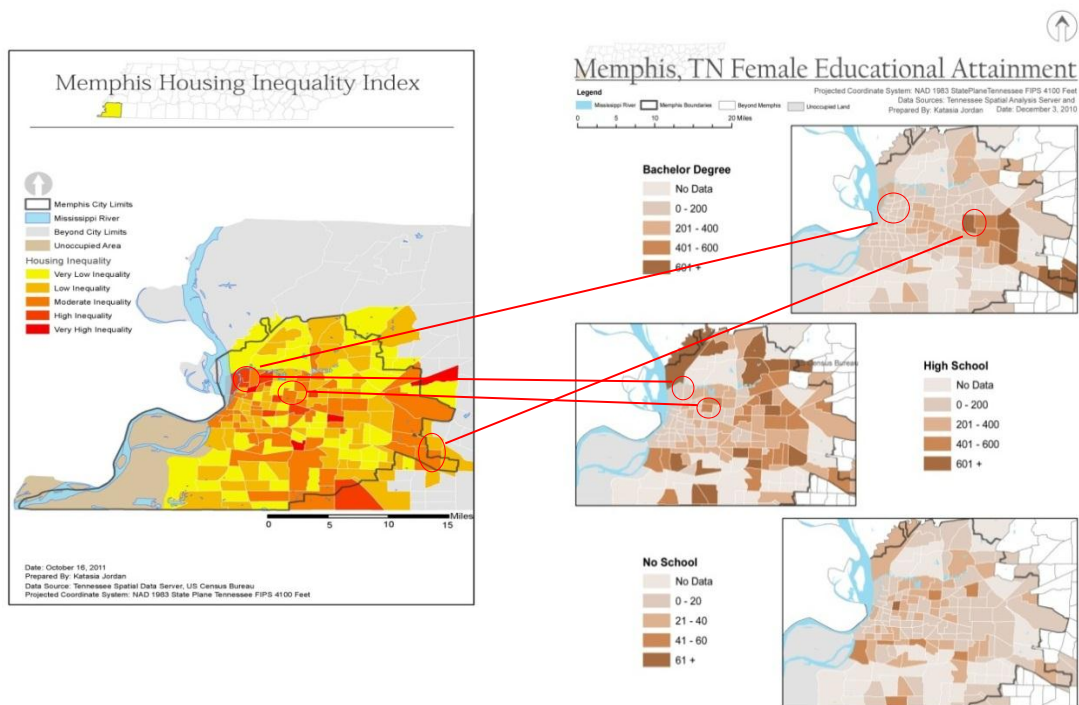 Memphis Housing Inequality Index
Memphis City Limits
Mississippi River
Beyond City Limits
Unoccupied Area
Housing Inequality
Very Low Inequality
Low Inequality
Moderate Inequality
High Inequality
Very High Inequality
Miles
0 5 10 15
Date: October 16, 2011
Prepared By: Katasia Jordan
Data Source: Tennessee Spatial Data Server, US Census Bureau
Projected Coordinate System: NAD 1983 State Plane Tennessee FIPS 4100 Feet
Memphis, TN Female Educational Attainment
Projected Coordinate System: NAD 1983 StatePlaneTennessee FIPS 4100 Feet
Data Sources: Tennessee Spatial Analysis Server and
Prepared By: Katasia Jordan Date: December 3, 2010
Legend
Mississippi River Memphis Boundaries Beyond Memphis Unoccupied Land
0 5 10 20 Miles
Bachelor Degree
No Data
0 - 200
201 - 400
401 - 600
601 +
Census Bureau
High School
No Data
0 - 200
201 - 400
401 - 600
601 +
No School
No Data
0 - 20
21 - 40
41 - 60
61 +